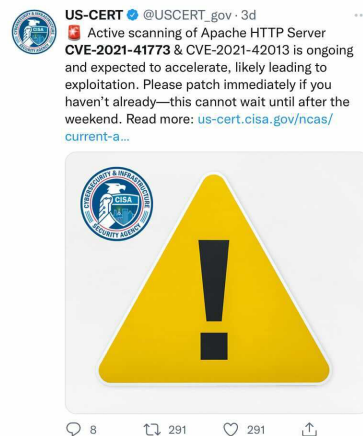 US-CERT @USCERT_gov · 3d
🚨 Active scanning of Apache HTTP Server
CVE-2021-41773 & CVE-2021-42013 is ongoing
and expected to accelerate, likely leading to
exploitation. Please patch immediately if you
haven't already—this cannot wait until after the
weekend. Read more: us-cert.cisa.gov/ncas/
current-a...
CYBERSECURITY & INFRASTRUCTURE
CISA
SECURITY AGENCY
!
8 291 291